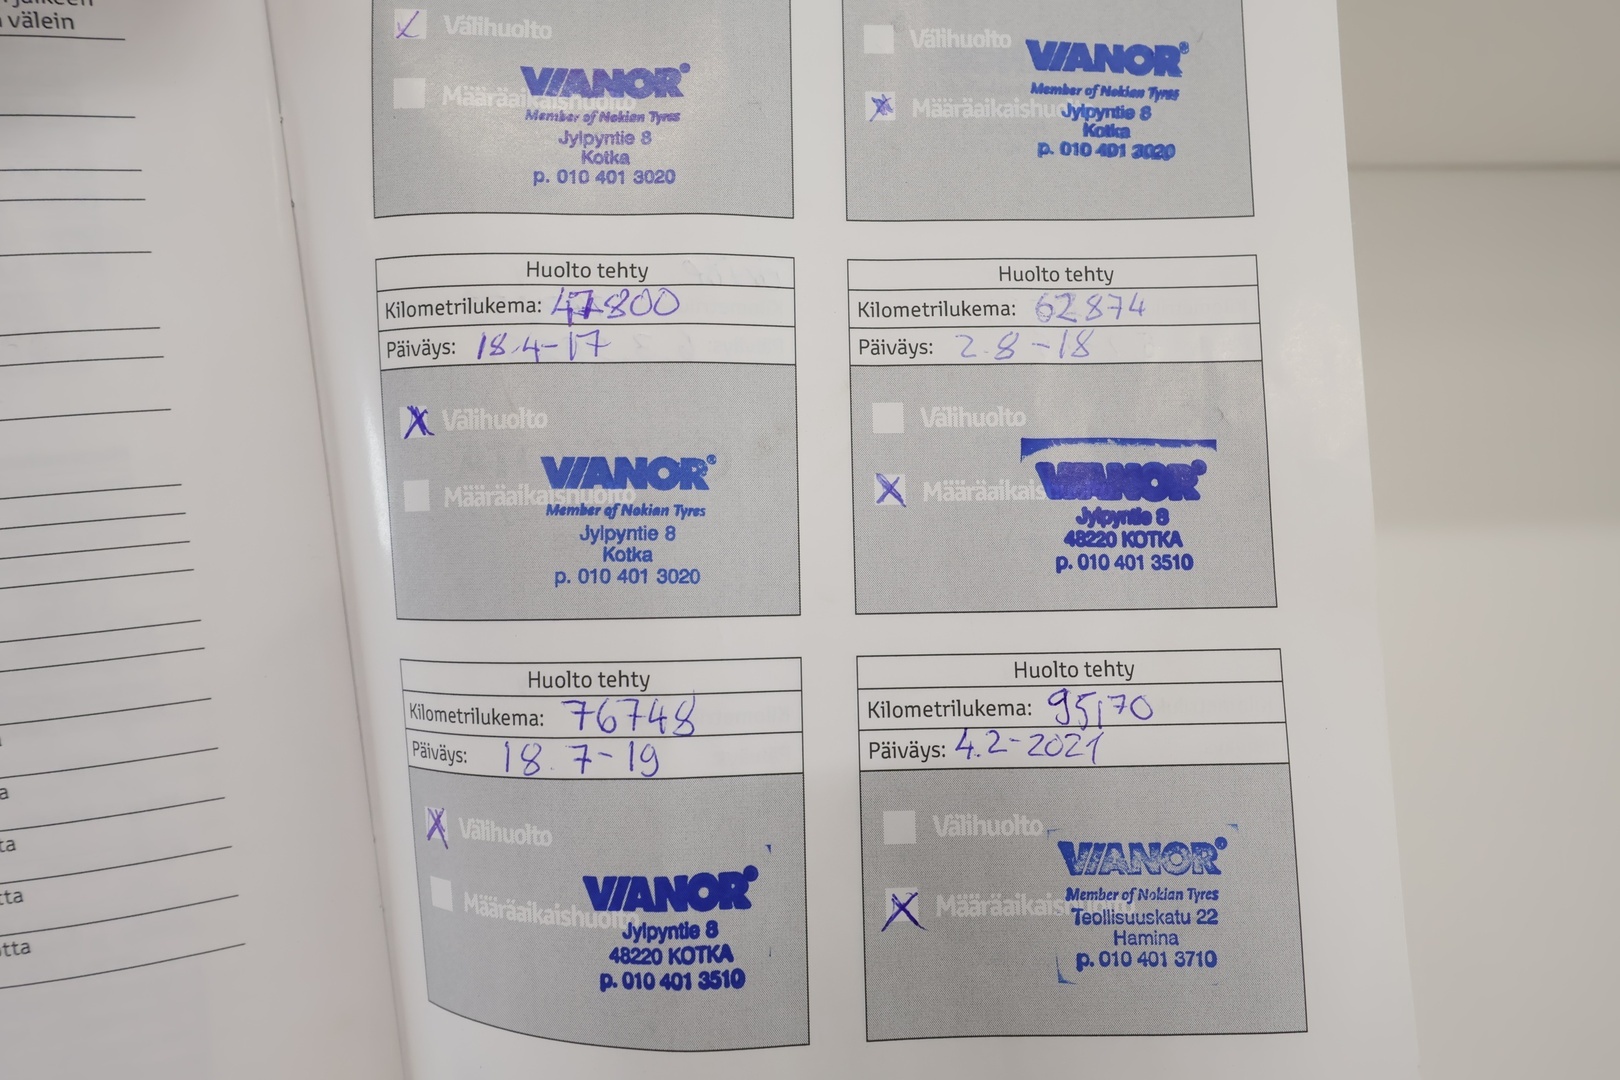 välein
Välihuolto
Määräaikaishuolto
VIANOR®
Member of Nokian Tyres
Jylpyntie 8
Kotka
p. 010 401 3020
Välihuolto
Määräaikaishuo
VIANOR®
Member of Nokian Tyres
Jylpyntie 8
Kotka
p. 010 401 3020
Huolto tehty
Kilometrilukema: 47800
Päiväys: 18.4-17
Välihuolto
Määräaikaishuolto
VIANOR®
Member of Nokian Tyres
Jylpyntie 8
Kotka
p. 010 401 3020
Huolto tehty
Kilometrilukema: 62874
Päiväys: 2.8-18
Välihuolto
Määräaikais
VIANOR®
Jylpyntie 8
48220 KOTKA
p. 010 401 3510
Huolto tehty
Kilometrilukema: 76748
Päiväys: 18.7-19
Välihuolto
Määräaikaishuolto
VIANOR®
Jylpyntie 8
48220 KOTKA
p. 010 401 3510
Huolto tehty
Kilometrilukema: 95170
Päiväys: 4.2-2021
Välihuolto
Määräaikaishuolto
VIANOR®
Member of Nokian Tyres
Teollisuuskatu 22
Hamina
p. 010 401 3710